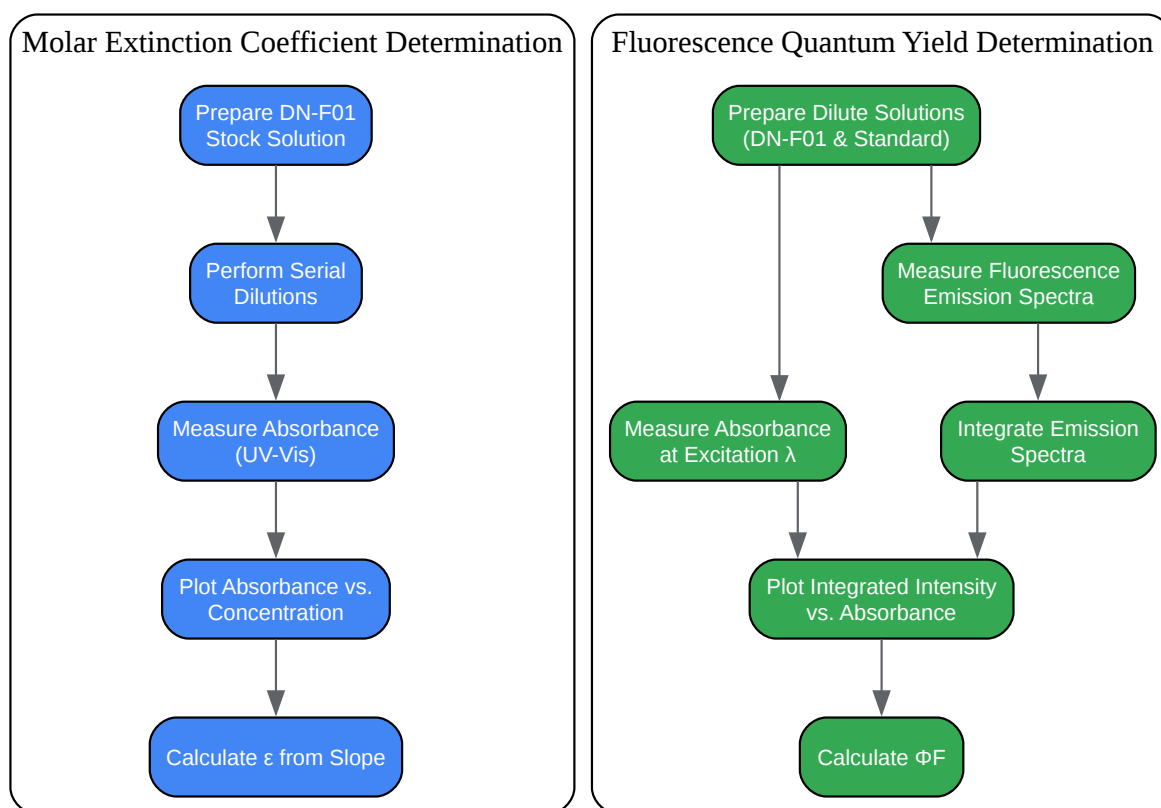 Molar Extinction Coefficient Determination
Prepare DN-F01
Stock Solution
Perform Serial
Dilutions
Measure Absorbance
(UV-Vis)
Plot Absorbance vs.
Concentration
Calculate ε from Slope
Fluorescence Quantum Yield Determination
Prepare Dilute Solutions
(DN-F01 & Standard)
Measure Fluorescence
Emission Spectra
Measure Absorbance
at Excitation λ
Integrate Emission
Spectra
Plot Integrated Intensity
vs. Absorbance
Calculate ΦF